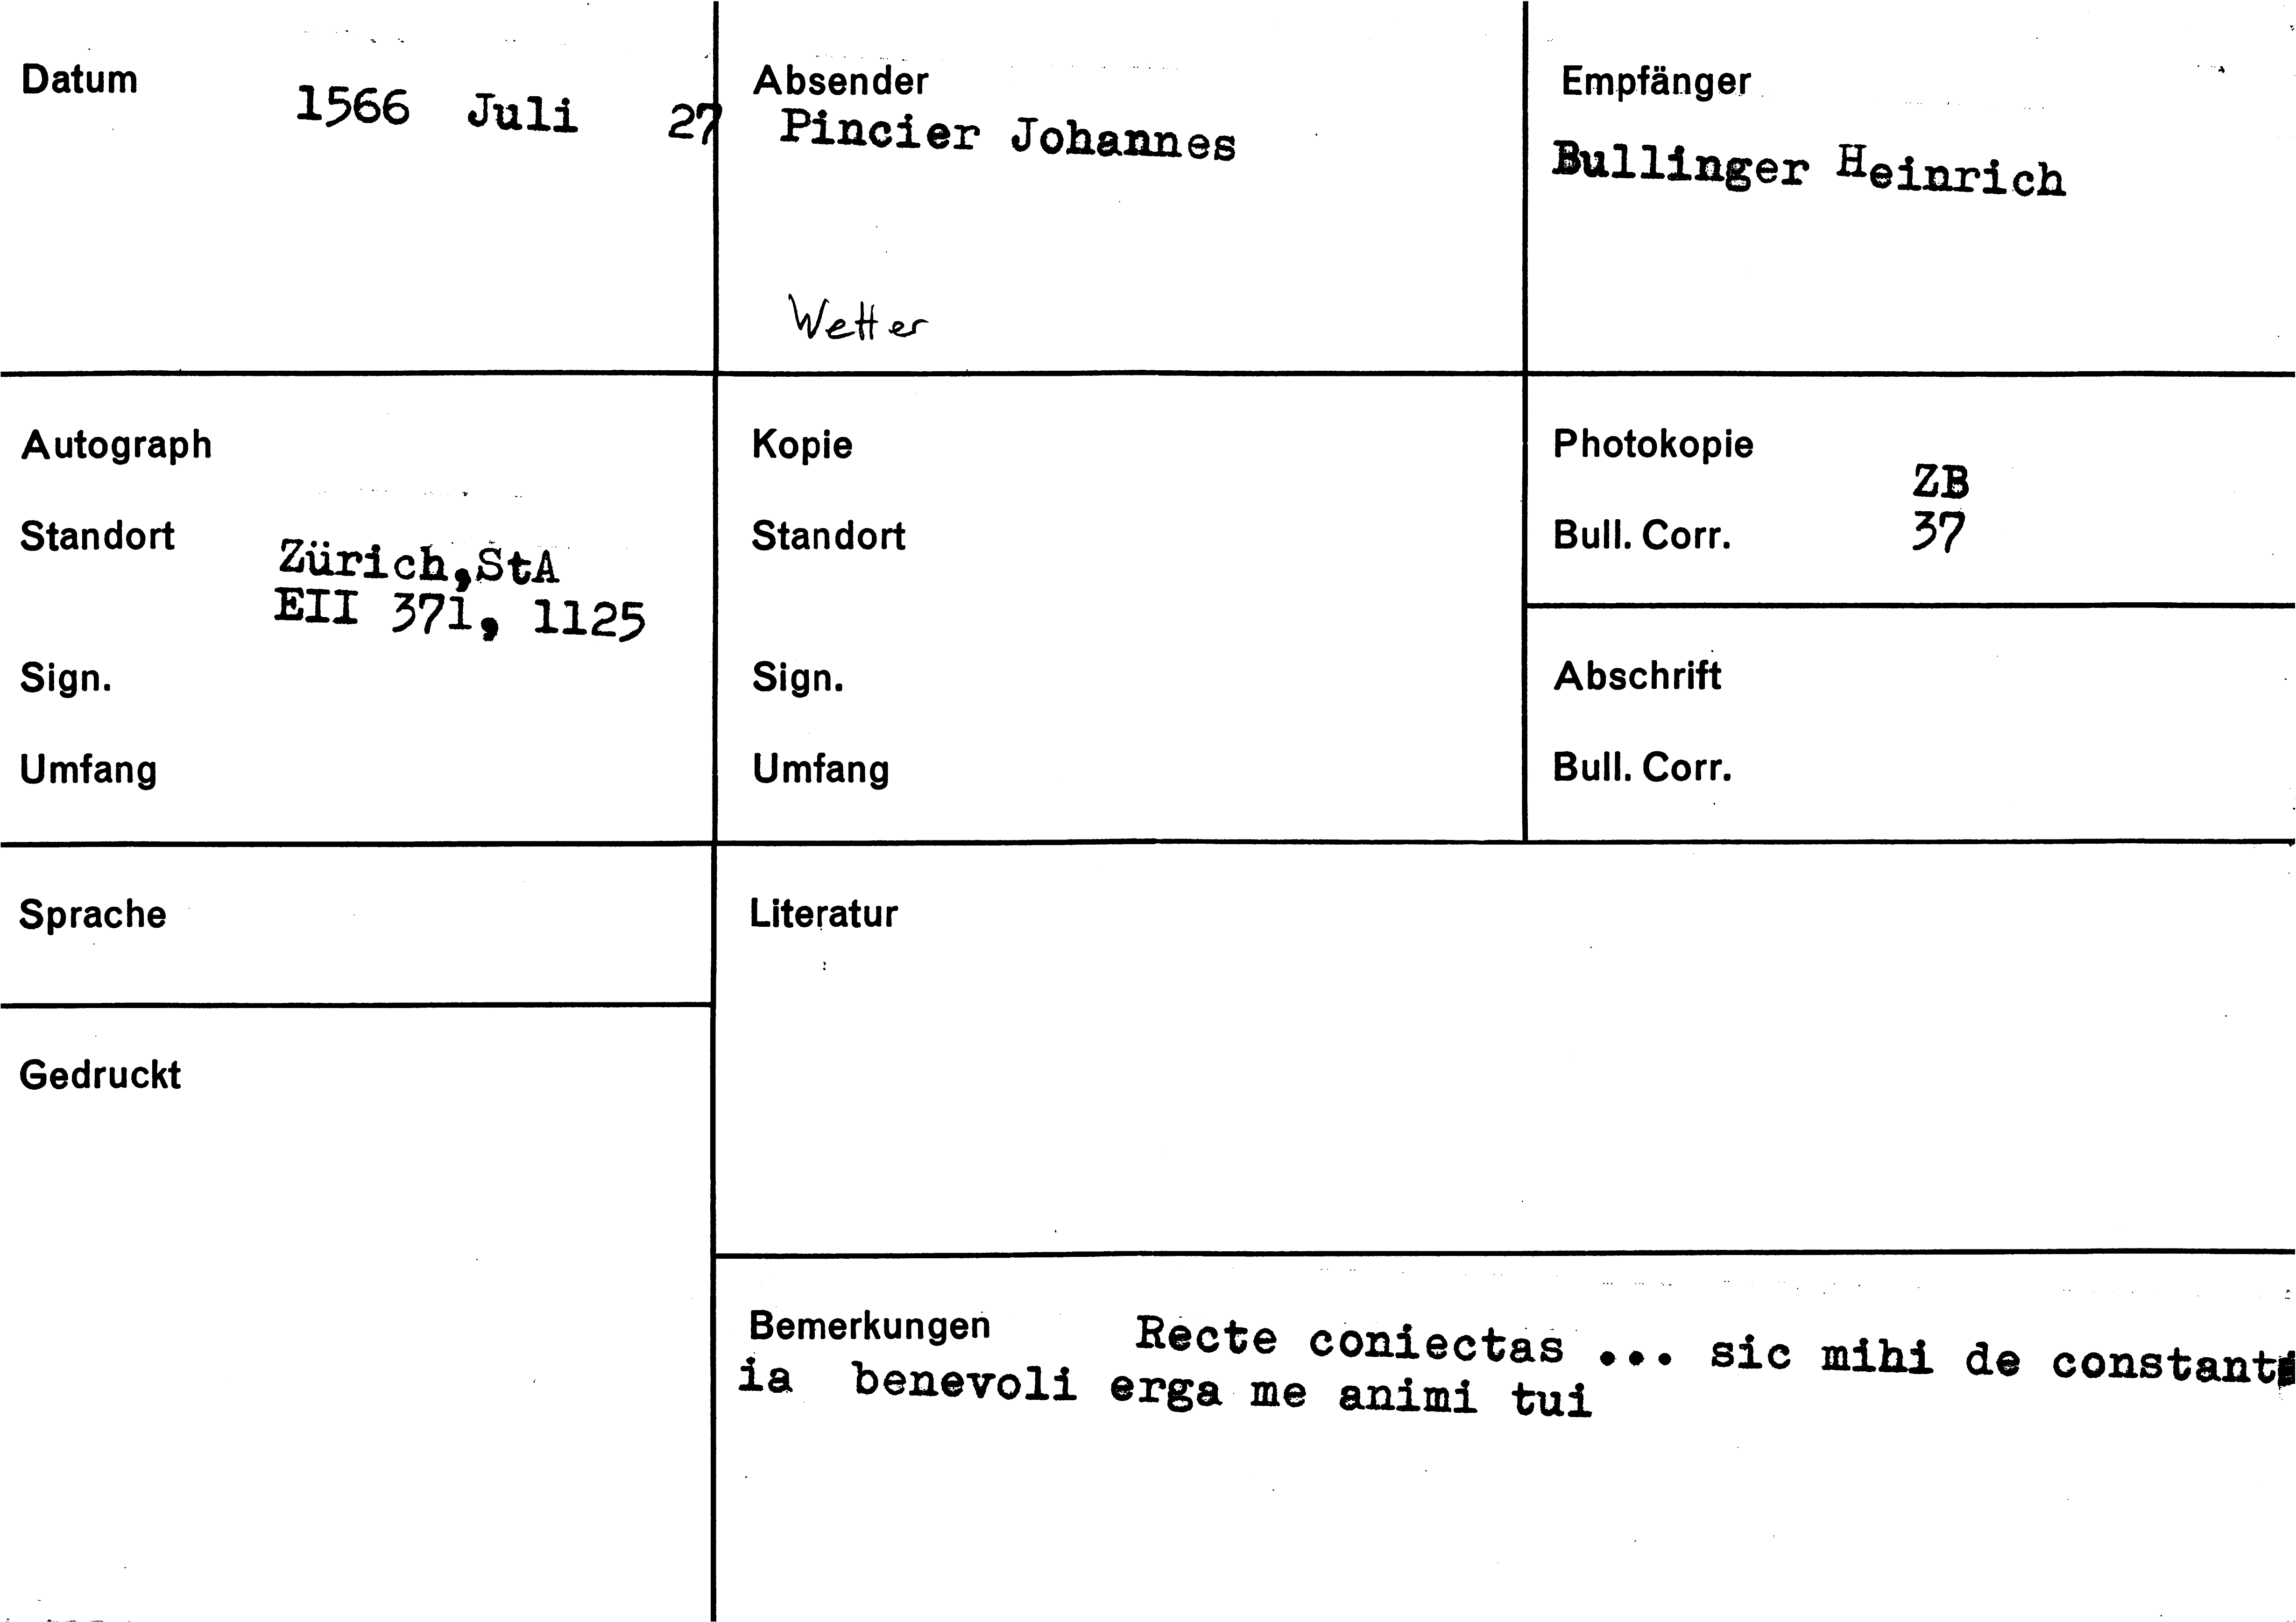 Datum 1566 Juli 27
Absender
Pincier Johannes
Wetter
Empfänger
Bullinger Heinrich
Autograph
Standort Zürich,StA
EII 371, 1125
Sign.
Umfang
Kopie
Standort
Sign.
Umfang
Photokopie ZB
Bull. Corr. 37
Abschrift
Bull. Corr.
Sprache
Gedruckt
Literatur
Bemerkungen Recte coniectas ... sic mihi de constant
ia benevoli erga me animi tui